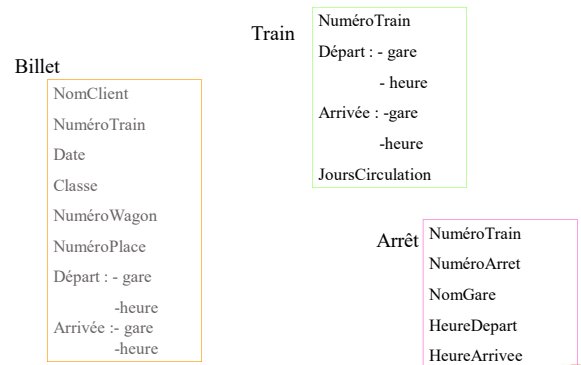 Billet
NomClient
NuméroTrain
Date
Classe
NuméroWagon
NuméroPlace
Départ : - gare
-heure
Arrivée :- gare
-heure
Train
NuméroTrain
Départ : - gare
- heure
Arrivée : -gare
-heure
JoursCirculation
Arrêt
NuméroTrain
NuméroArret
NomGare
HeureDepart
HeureArrivee